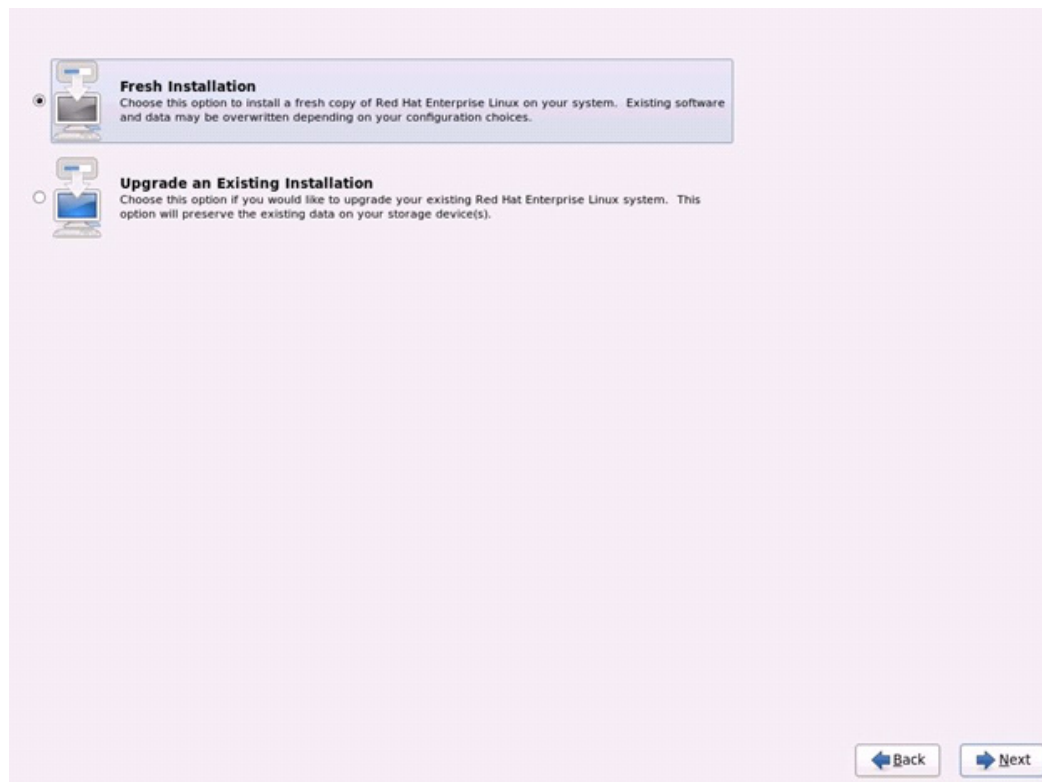 Fresh Installation
Choose this option to install a fresh copy of Red Hat Enterprise Linux on your system.  Existing software
and data may be overwritten depending on your configuration choices.
Upgrade an Existing Installation
Choose this option if you would like to upgrade your existing Red Hat Enterprise Linux system.  This
option will preserve the existing data on your storage device(s).
Back
Next